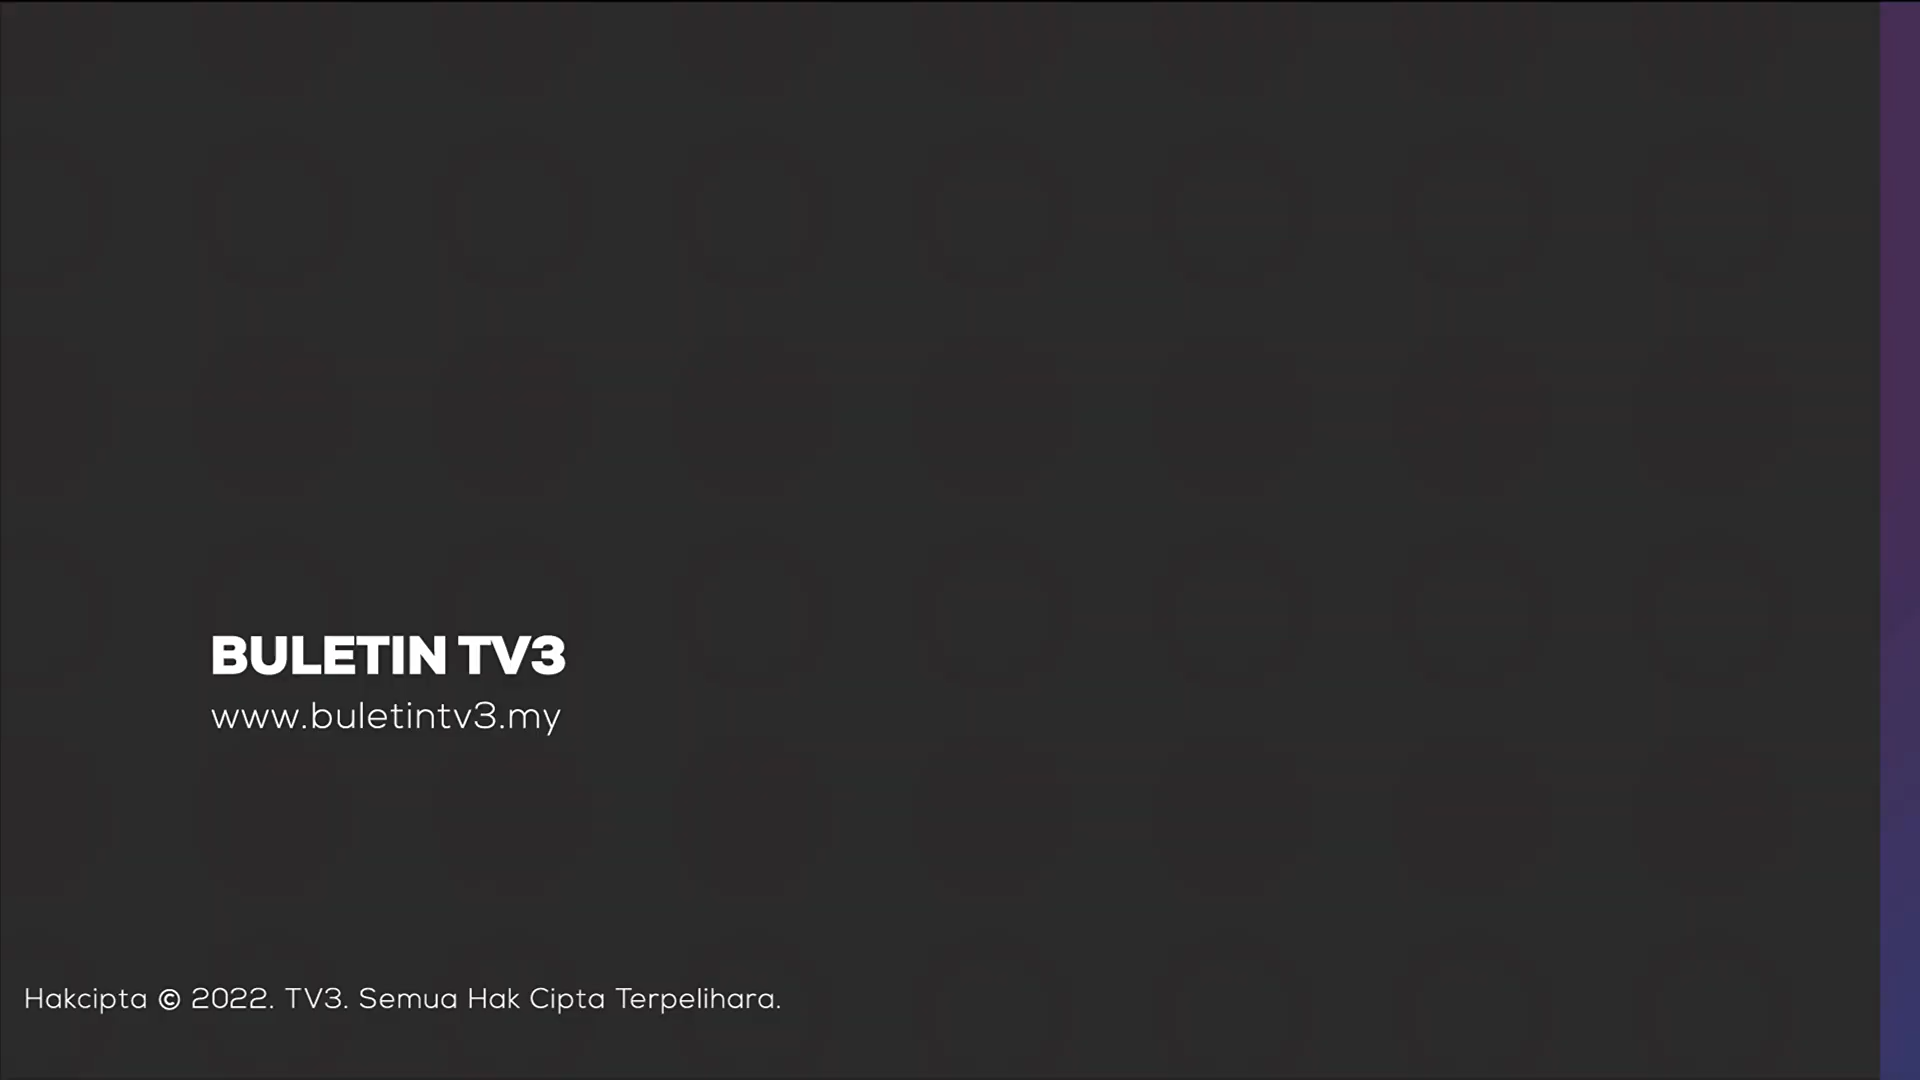 BULETIN TV3
www.buletintv3.my
Hakcipta © 2022. TV3. Semua Hak Cipta Terpelihara.